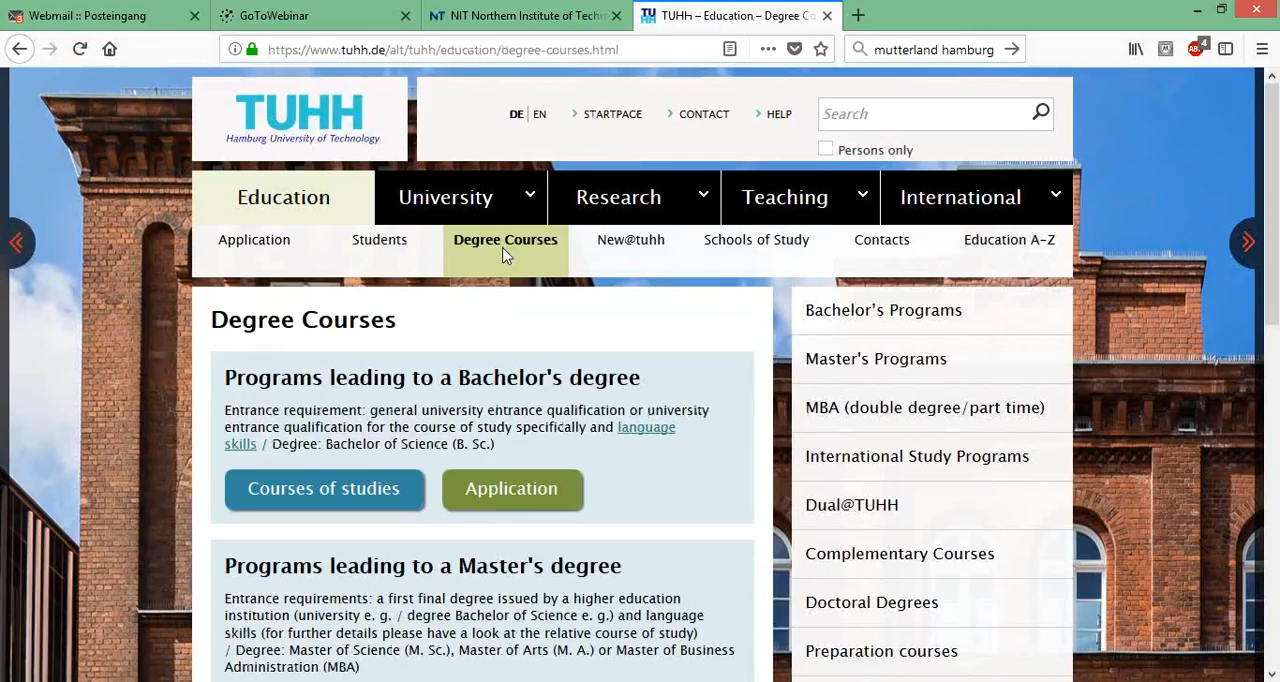 Webmail :: Posteingang
GoToWebinar
NIT Northern Institute of Techn
TUHH – Education, – Degree Co
https://www.tuhh.de/alt/tuhh/education/degree-courses.html
mutterland hamburg
4
TUHH
Hamburg University of Technology
DE EN STARTPAGE CONTACT HELP
Search
Persons only
Education University Research Teaching International
Application Students Degree Courses New@tuhh Schools of Study Contacts Education A-Z
Degree Courses
Programs leading to a Bachelor's degree
Entrance requirement: general university entrance qualification or university
entrance qualification for the course of study specifically and language
skills / Degree: Bachelor of Science (B. Sc.)
Courses of studies Application
Programs leading to a Master's degree
Entrance requirements: a first final degree issued by a higher education
institution (university e. g. / degree Bachelor of Science e. g.) and language
skills (for further details please have a look at the relative course of study)
/ Degree: Master of Science (M. Sc.), Master of Arts (M. A.) or Master of Business
Administration (MBA)
Bachelor’s Programs
Master's Programs
MBA (double degree/part time)
International Study Programs
Dual@TUHH
Complementary Courses
Doctoral Degrees
Preparation courses